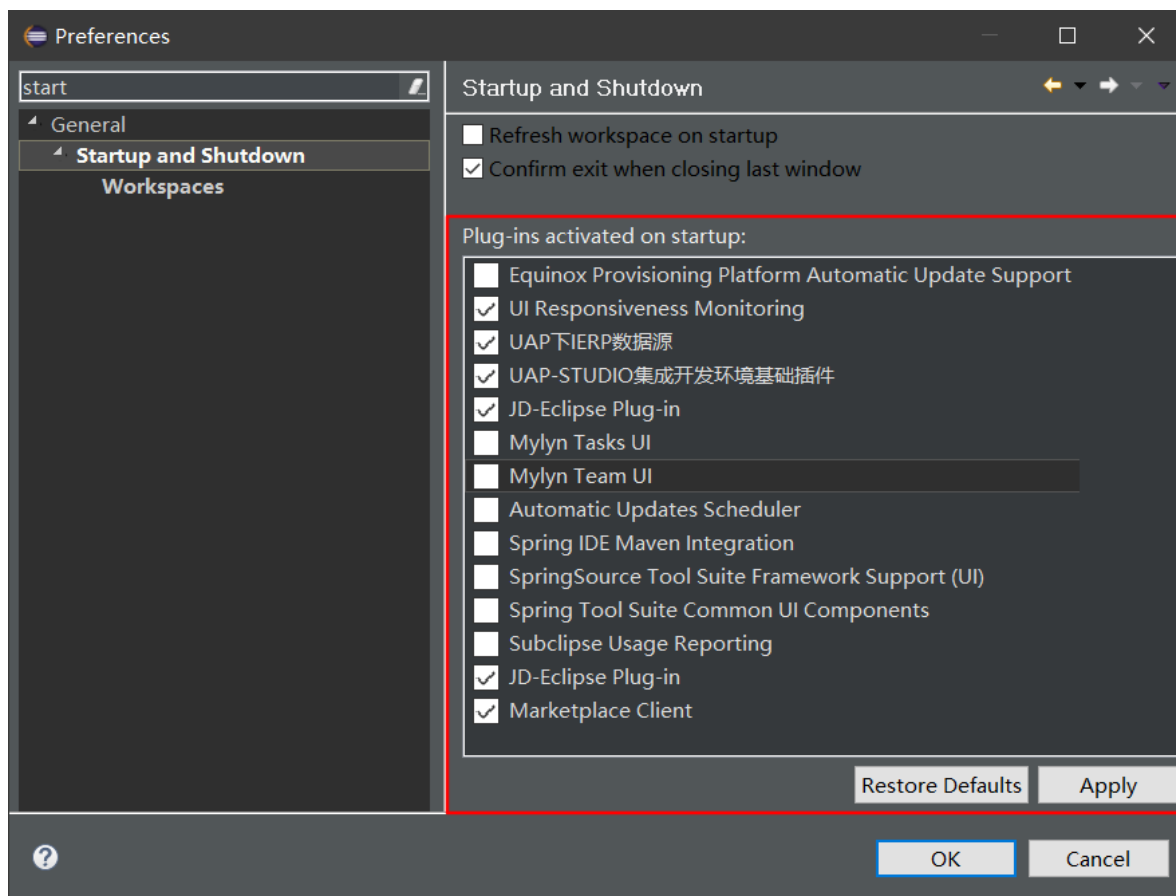 Preferences
start
General
Startup and Shutdown
Workspaces
Startup and Shutdown
Refresh workspace on startup
Confirm exit when closing last window
Plug-ins activated on startup:
Equinox Provisioning Platform Automatic Update Support
UI Responsiveness Monitoring
UAP下IERP数据源
UAP-STUDIO集成开发环境基础插件
JD-Eclipse Plug-in
Mylyn Tasks UI
Mylyn Team UI
Automatic Updates Scheduler
Spring IDE Maven Integration
SpringSource Tool Suite Framework Support (UI)
Spring Tool Suite Common UI Components
Subclipse Usage Reporting
JD-Eclipse Plug-in
Marketplace Client
Restore Defaults
Apply
OK
Cancel